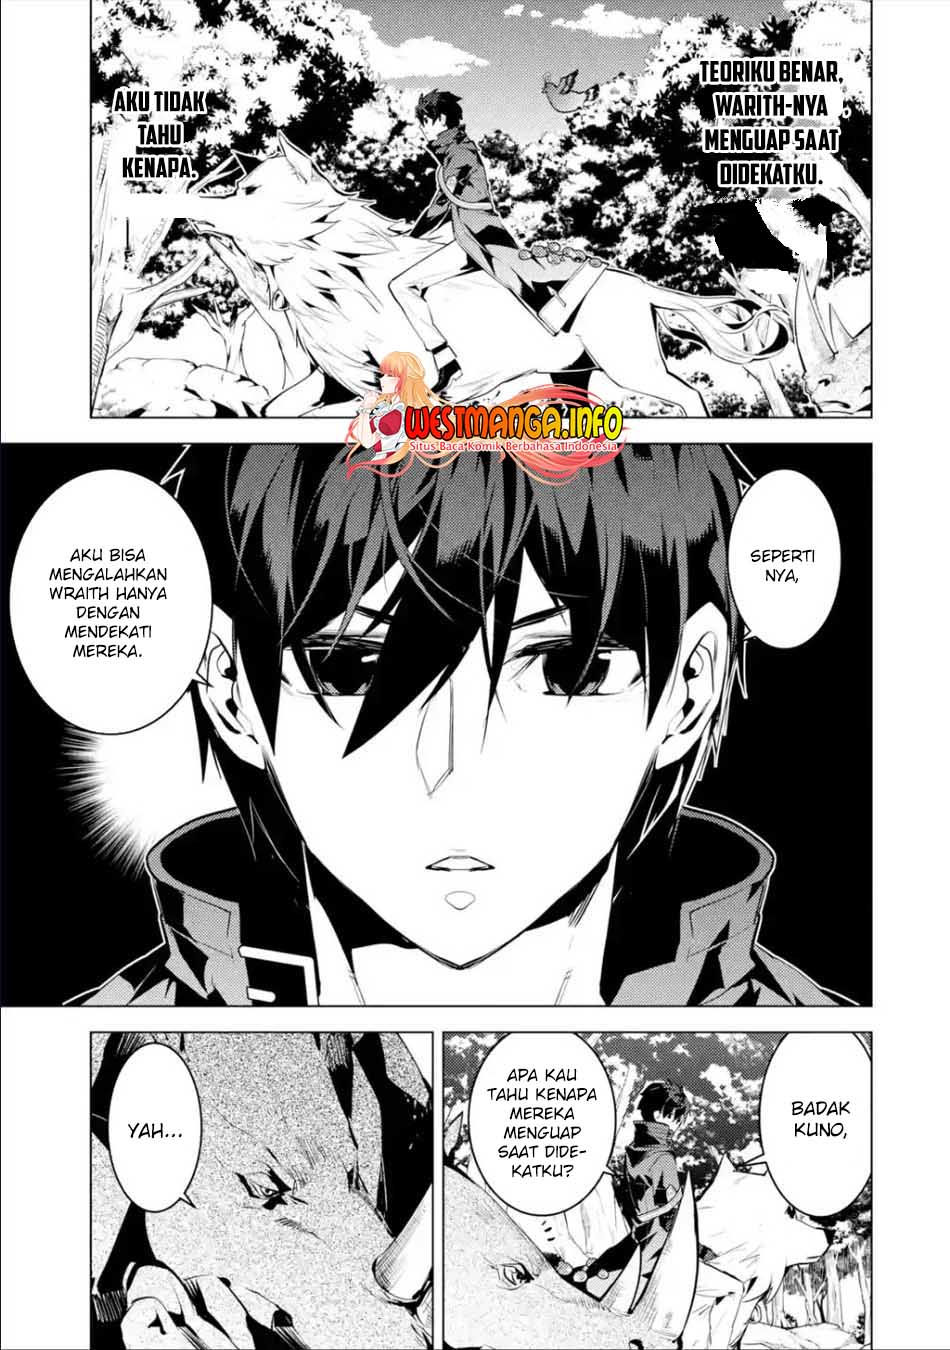 TEORIKU BENAR,
WARITH-NYA
MENGUAP SAAT
DIDEKATKU.
AKU TIDAK
TAHU
KENAPA.
WESTMANGA.INFO
Situs Baca Komik Berbahasa Indonesia
SEPERTI
NYA,
AKU BISA
MENGALAHKAN
WRAITH HANYA
DENGAN
MENDEKATI
MEREKA.
BADAK
KUNO,
APA KAU
TAHU KENAPA
MEREKA
MENGUAP
SAAT DIDE-
KATKU?
YAH...